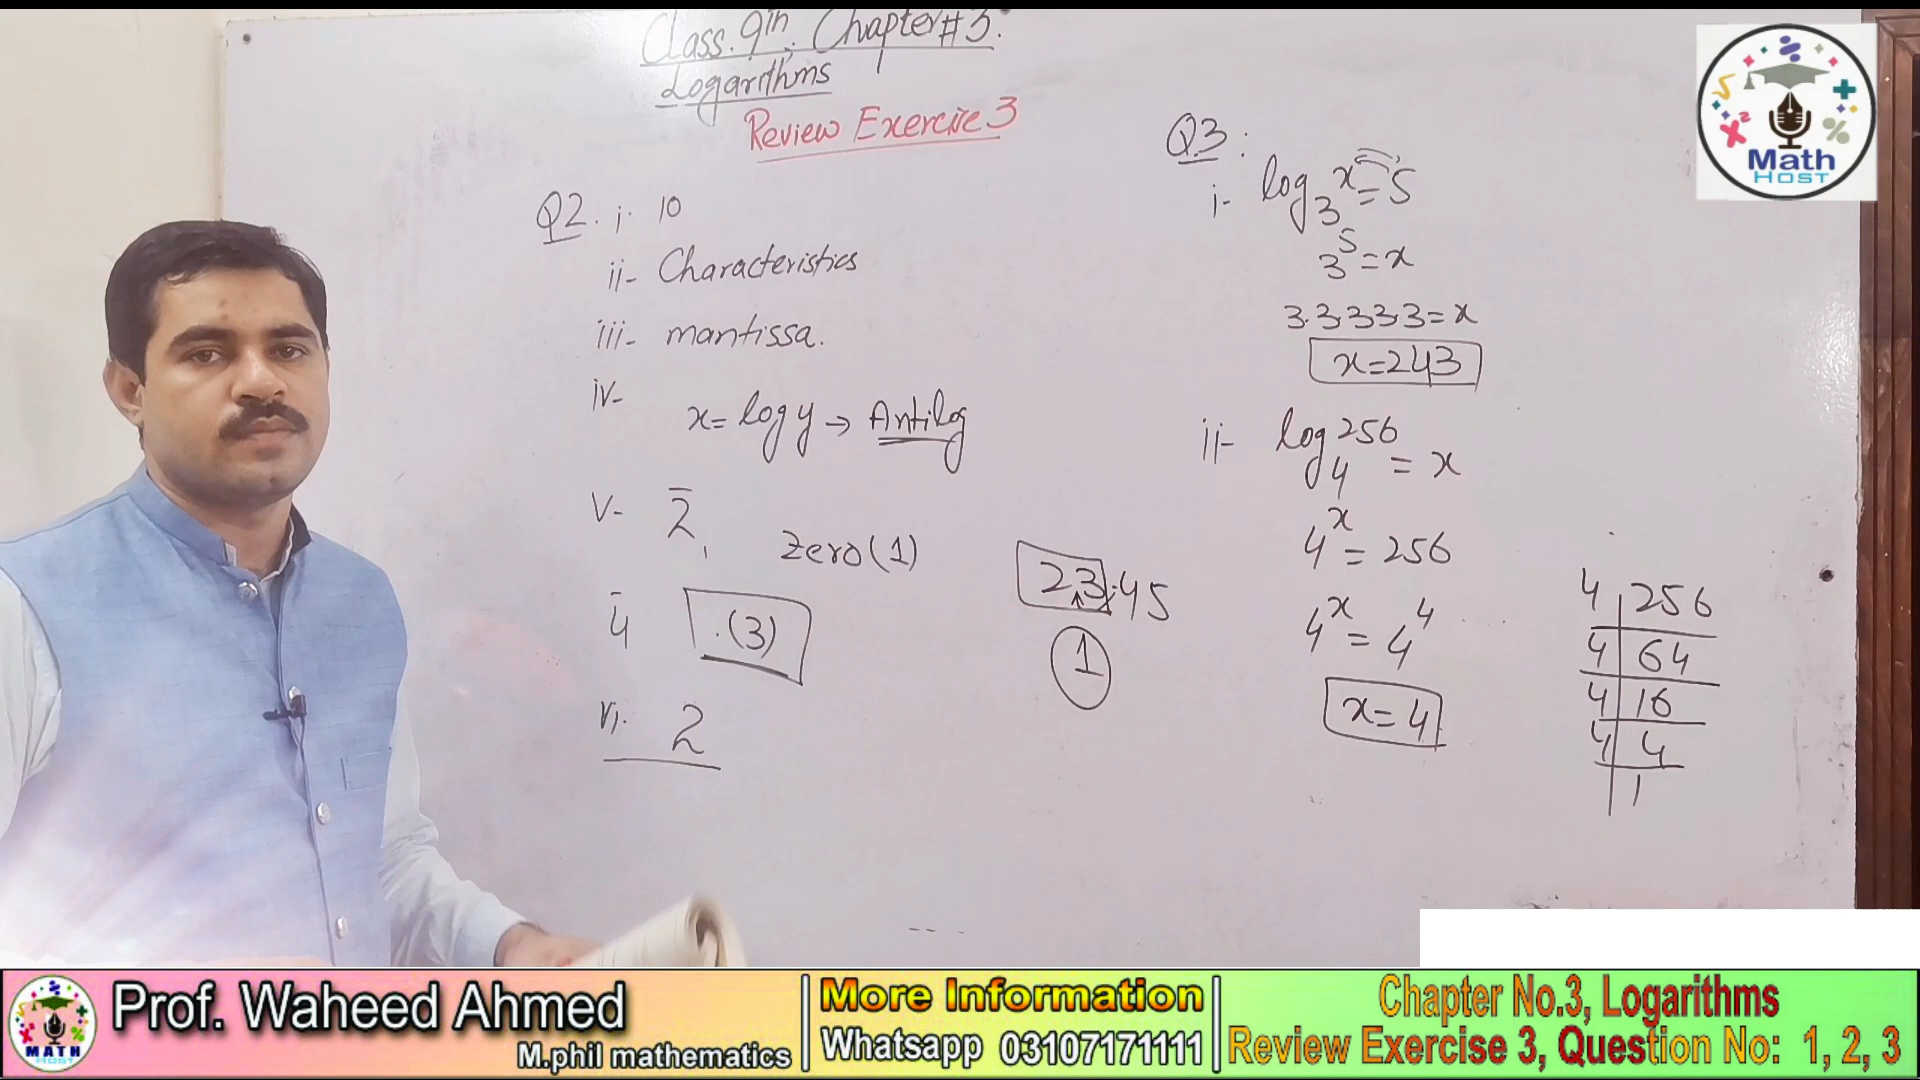 Class. 9th, Chapter# 3.
Logarithms
Review Exercise 3
Q2. i. 10
ii- Characteristics
iii- mantissa.
iv-
x = log y → Antilog
v- 2̄,
zero (1)
4̄ .(3)
23.45
1
vi. 2
Q3 :
i- log₃ x = 5
3⁵ = x
3.3.3.3.3 = x
x = 243
ii- log₄ 256 = x
4ˣ = 256
4ˣ = 4⁴
x = 4
4 | 256
4 | 64
4 | 16
4 | 4
| 1
Math
HOST
MATH
HOST
Prof. Waheed Ahmed
M.phil mathematics
More Information
Whatsapp 03107171111
Chapter No.3, Logarithms
Review Exercise 3, Question No: 1, 2, 3